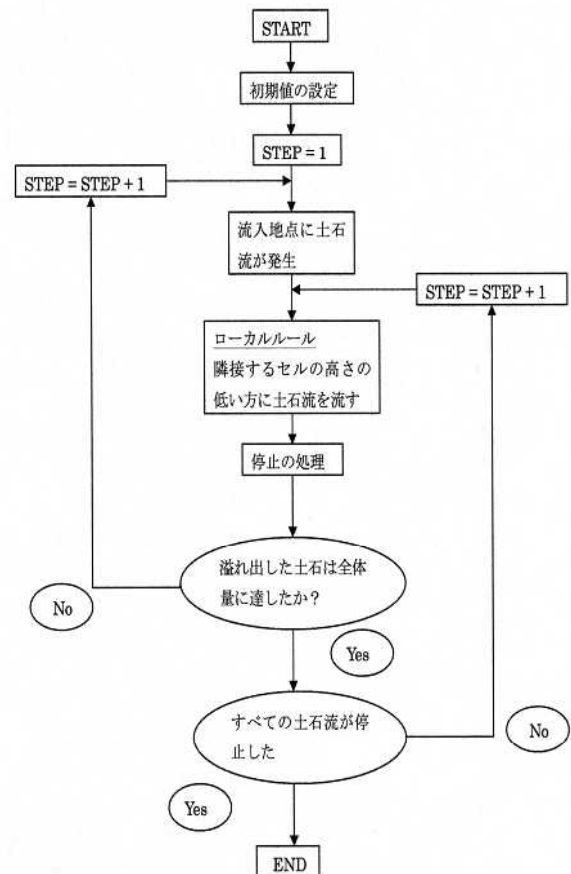 START
初期値の設定
STEP = 1
STEP = STEP + 1
流入地点に土石
流が発生
STEP = STEP + 1
ローカルルール
隣接するセルの高さの
低い方に土石流を流す
停止の処理
溢れ出した土石は全体
量に達したか？
No
Yes
すべての土石流が停
止した
No
Yes
END